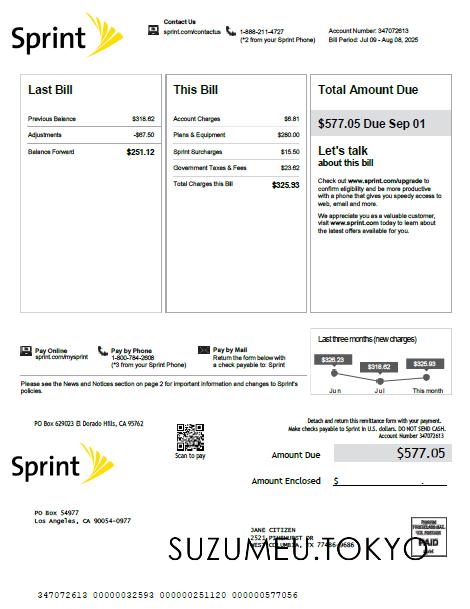 Sprint
Contact Us
sprint.com/contactus
1-888-211-4727
(*2 from your Sprint Phone)
Account Number: 347072613
Bill Period: Jul 09 - Aug 08, 2025
Last Bill
Previous Balance $318.62
Adjustments -$67.50
Balance Forward $251.12
This Bill
Account Charges $6.81
Plans & Equipment $280.00
Sprint Surcharges $15.50
Government Taxes & Fees $23.62
Total Charges this Bill $325.93
Total Amount Due
$577.05 Due Sep 01
Let's talk
about this bill
Check out www.sprint.com/upgrade to
confirm eligibility and be more productive
with a phone that gives you speedy access to
web, email and more.
We appreciate you as a valuable customer,
visit www.sprint.com today to learn about
the latest offers available for you.
Pay Online
sprint.com/mysprint
Pay by Phone
1-800-784-2608
(*3 from your Sprint Phone)
Pay by Mail
Return the form below with
a check payable to: Sprint
Please see the News and Notices section on page 2 for important information and changes to Sprint's
policies.
Last three months (new charges)
$326.23
$318.62
$325.93
Jun
Jul
This month
PO Box 629023 El Dorado Hills, CA 95762
Scan to pay
Detach and return this remittance form with your payment.
Make checks payable to Sprint in U.S. dollars. DO NOT SEND CASH.
Account Number 347072613
Sprint
Amount Due $577.05
Amount Enclosed $ .
PO Box 54977
Los Angeles, CA 90054-0977
JANE CITIZEN
2521 PINEHURST DR
WEST COLUMBIA, TX 77486-9686
PAID
SUZUMEU.TOKYO
347072613 00000032593 000000251120 000000577056